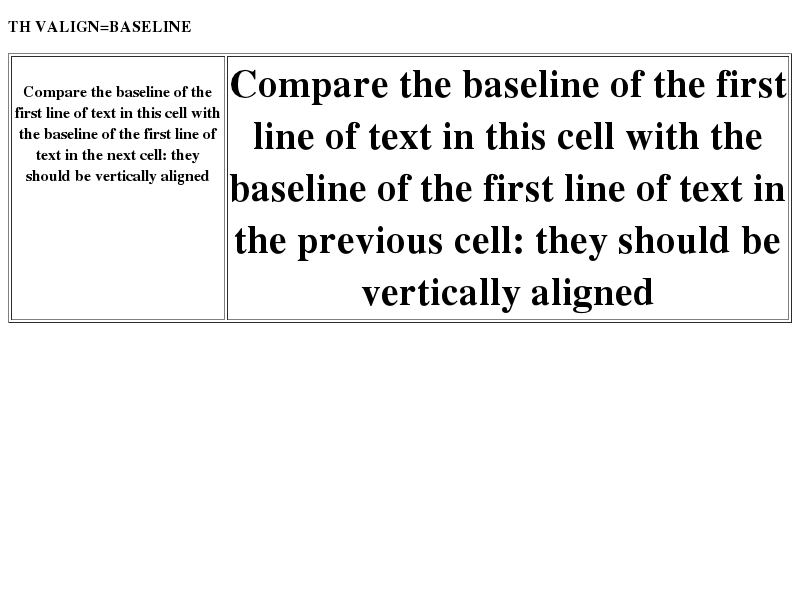 TH VALIGN=BASELINE
Compare the baseline of the
first line of text in this cell with
the baseline of the first line of
text in the next cell: they
should be vertically aligned
Compare the baseline of the first
line of text in this cell with the
baseline of the first line of text in
the previous cell: they should be
vertically aligned